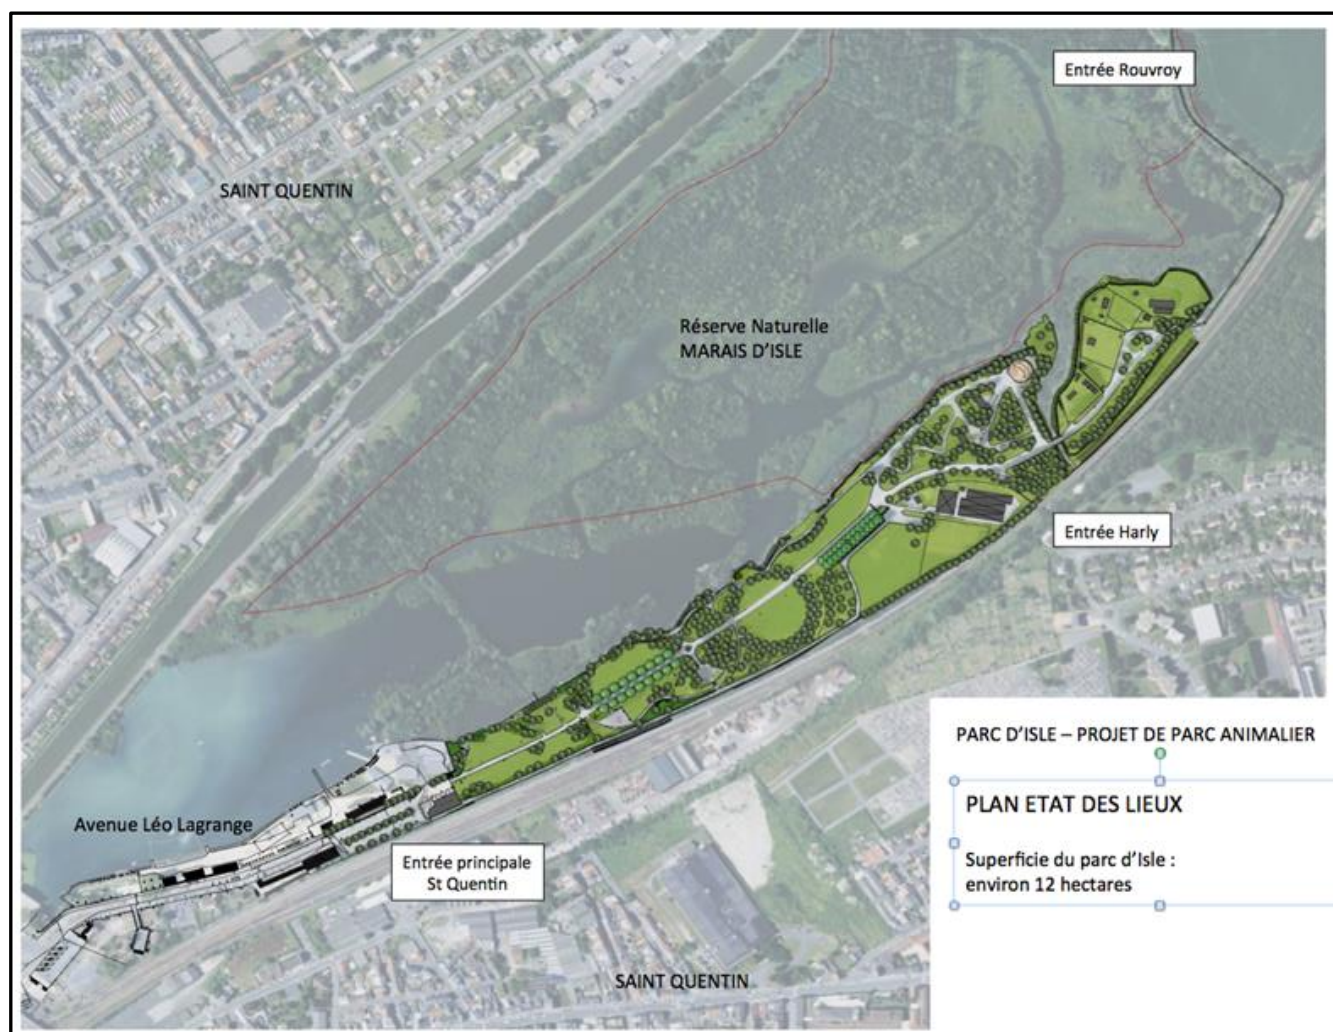 Entrée Rouvroy
SAINT QUENTIN
Réserve Naturelle
MARAIS D'ISLE
Entrée Harly
PARC D'ISLE – PROJET DE PARC ANIMALIER
PLAN ETAT DES LIEUX
Superficie du parc d'Isle :
environ 12 hectares
Avenue Léo Lagrange
Entrée principale
St Quentin
SAINT QUENTIN